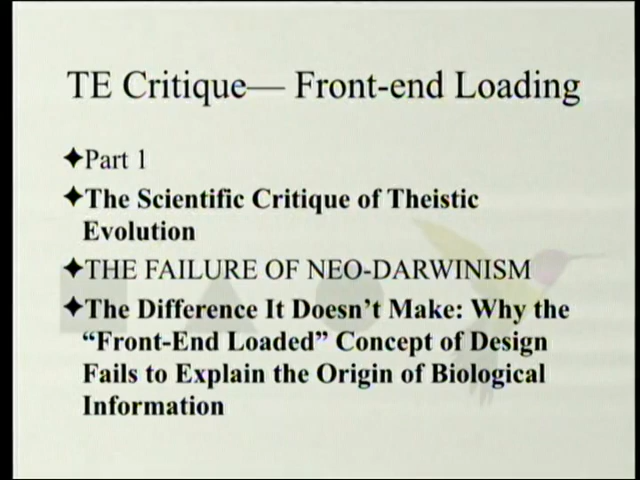 TE Critique— Front-end Loading
✦Part 1
✦The Scientific Critique of Theistic
Evolution
✦THE FAILURE OF NEO-DARWINISM
✦The Difference It Doesn’t Make: Why the
“Front-End Loaded” Concept of Design
Fails to Explain the Origin of Biological
Information